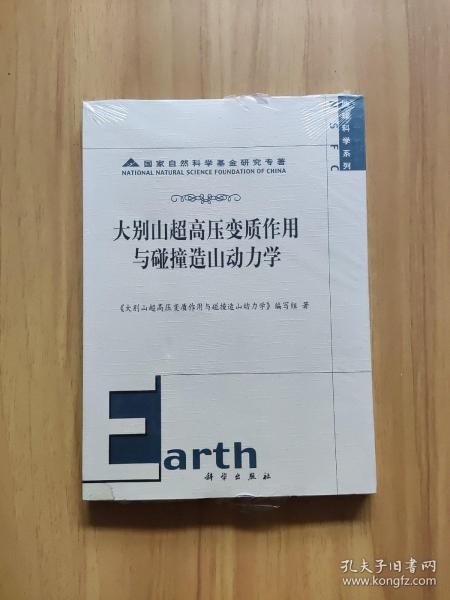 地球科学系列
NSFC
国家自然科学基金研究专著
NATIONAL NATURAL SCIENCE FOUNDATION OF CHINA
大别山超高压变质作用
与碰撞造山动力学
《大别山超高压变质作用与碰撞造山动力学》编写组 著
Earth
科学出版社
孔夫子旧书网
www.kongfz.com